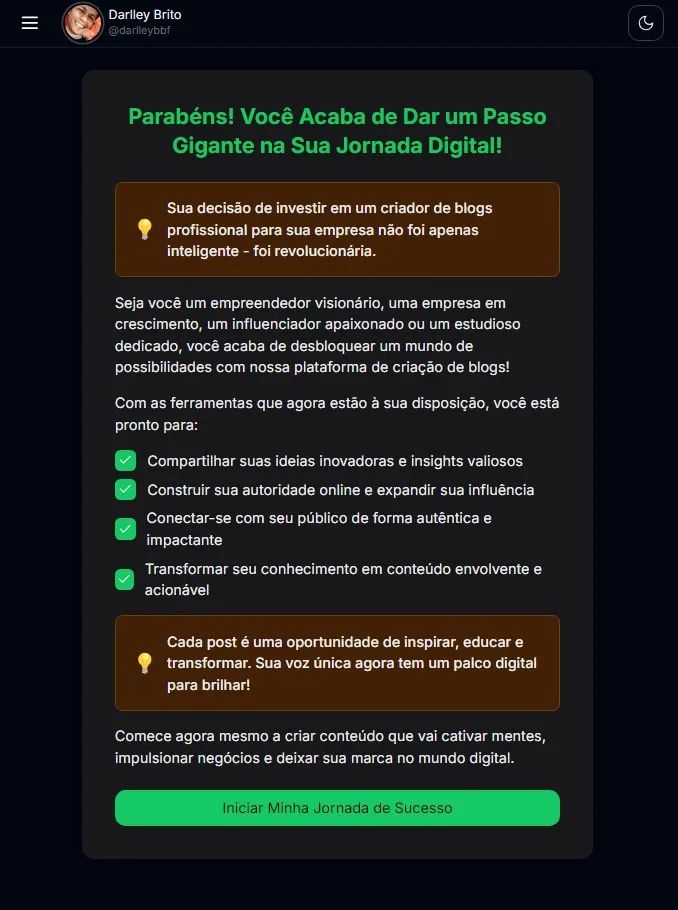 Darlley Brito
@darlleybbf
Parabéns! Você Acaba de Dar um Passo
Gigante na Sua Jornada Digital!
Sua decisão de investir em um criador de blogs
profissional para sua empresa não foi apenas
inteligente - foi revolucionária.
Seja você um empreendedor visionário, uma empresa em
crescimento, um influenciador apaixonado ou um estudioso
dedicado, você acaba de desbloquear um mundo de
possibilidades com nossa plataforma de criação de blogs!
Com as ferramentas que agora estão à sua disposição, você está
pronto para:
Compartilhar suas ideias inovadoras e insights valiosos
Construir sua autoridade online e expandir sua influência
Conectar-se com seu público de forma autêntica e
impactante
Transformar seu conhecimento em conteúdo envolvente e
acionável
Cada post é uma oportunidade de inspirar, educar e
transformar. Sua voz única agora tem um palco digital
para brilhar!
Comece agora mesmo a criar conteúdo que vai cativar mentes,
impulsionar negócios e deixar sua marca no mundo digital.
Iniciar Minha Jornada de Sucesso